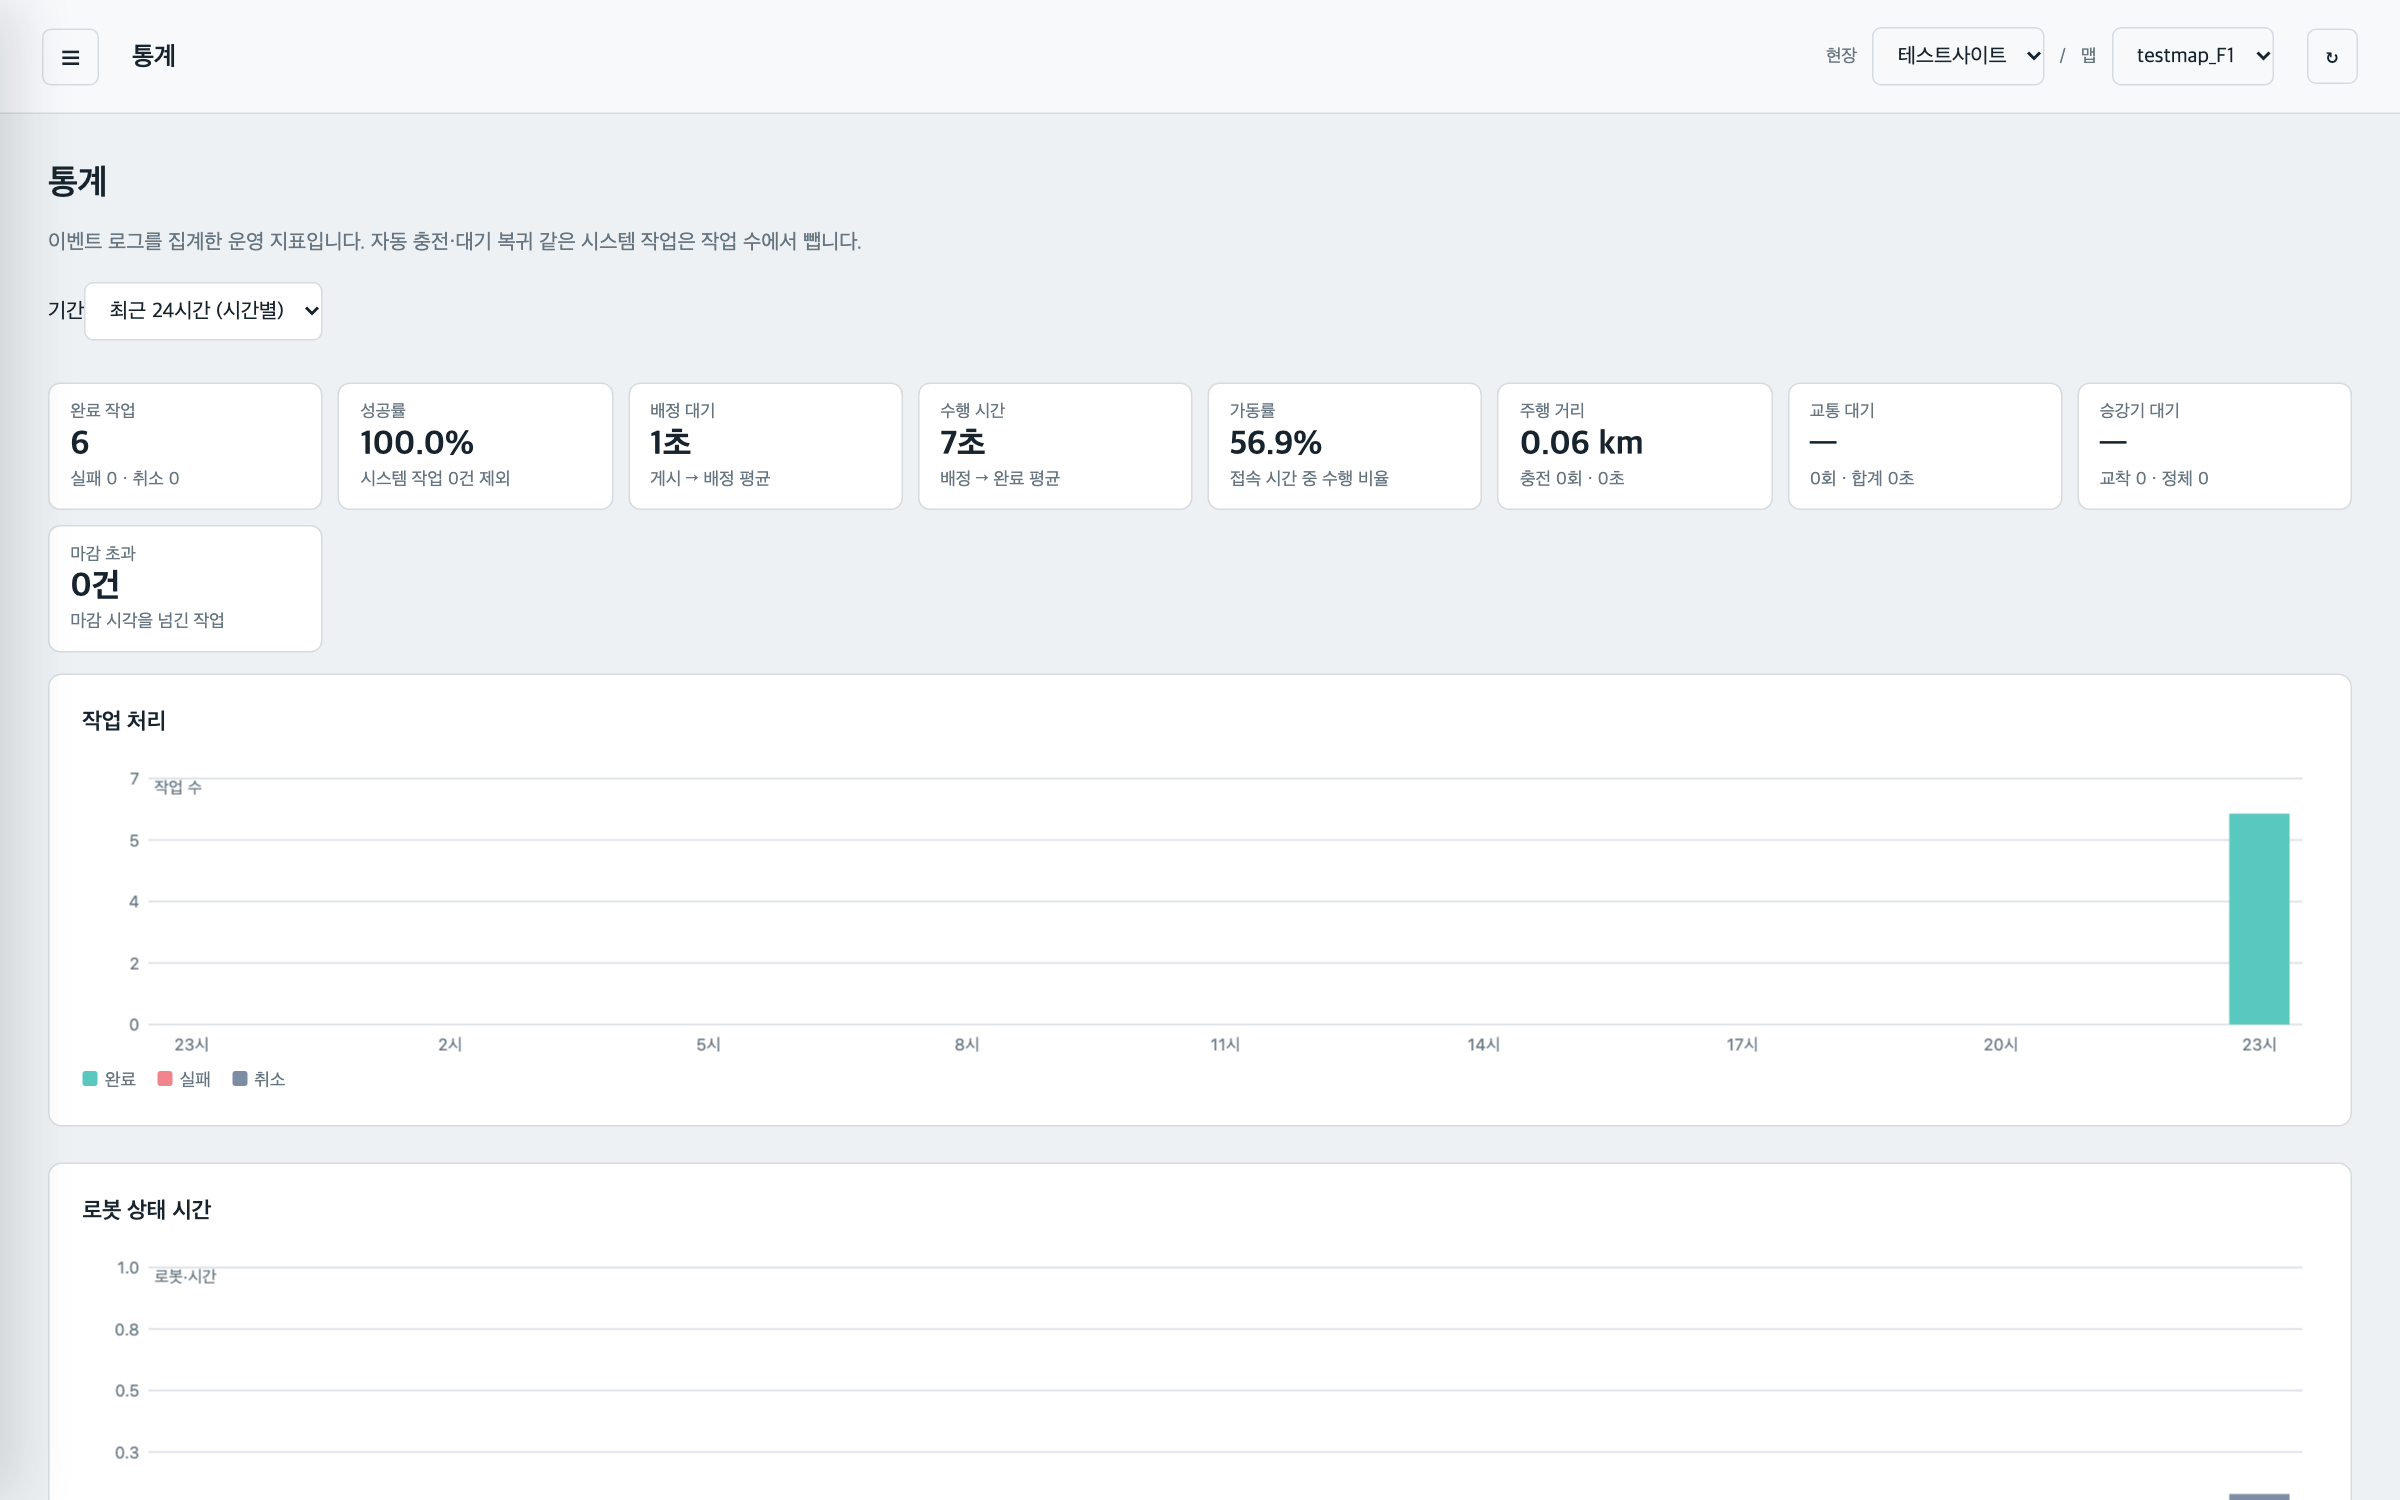 통계
현장 테스트사이트 / 맵 testmap_F1
통계
이벤트 로그를 집계한 운영 지표입니다. 자동 충전·대기 복귀 같은 시스템 작업은 작업 수에서 뺍니다.
기간 최근 24시간 (시간별)
완료 작업
6
실패 0 · 취소 0
성공률
100.0%
시스템 작업 0건 제외
배정 대기
1초
게시 → 배정 평균
수행 시간
7초
배정 → 완료 평균
가동률
56.9%
접속 시간 중 수행 비율
주행 거리
0.06 km
충전 0회 · 0초
교통 대기
—
0회 · 합계 0초
승강기 대기
—
교착 0 · 정체 0
마감 초과
0건
마감 시각을 넘긴 작업
작업 처리
7
작업 수
5
4
2
0
23시 2시 5시 8시 11시 14시 17시 20시 23시
완료 실패 취소
로봇 상태 시간
1.0
로봇·시간
0.8
0.5
0.3